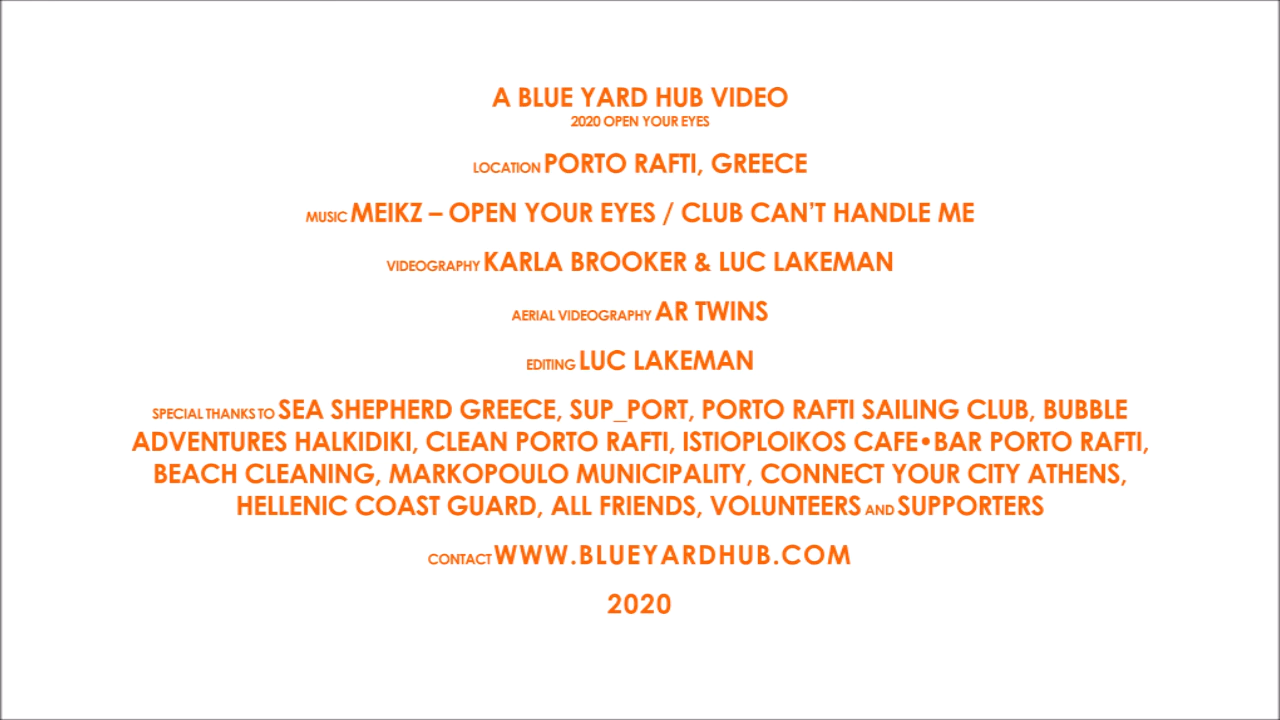 A BLUE YARD HUB VIDEO
2020 OPEN YOUR EYES
LOCATION PORTO RAFTI, GREECE
MUSIC MEIKZ – OPEN YOUR EYES / CLUB CAN'T HANDLE ME
VIDEOGRAPHY KARLA BROOKER & LUC LAKEMAN
AERIAL VIDEOGRAPHY AR TWINS
EDITING LUC LAKEMAN
SPECIAL THANKS TO SEA SHEPHERD GREECE, SUP_PORT, PORTO RAFTI SAILING CLUB, BUBBLE
ADVENTURES HALKIDIKI, CLEAN PORTO RAFTI, ISTIOPLOIKOS CAFE•BAR PORTO RAFTI,
BEACH CLEANING, MARKOPOULO MUNICIPALITY, CONNECT YOUR CITY ATHENS,
HELLENIC COAST GUARD, ALL FRIENDS, VOLUNTEERS AND SUPPORTERS
CONTACT WWW.BLUEYARDHUB.COM
2020